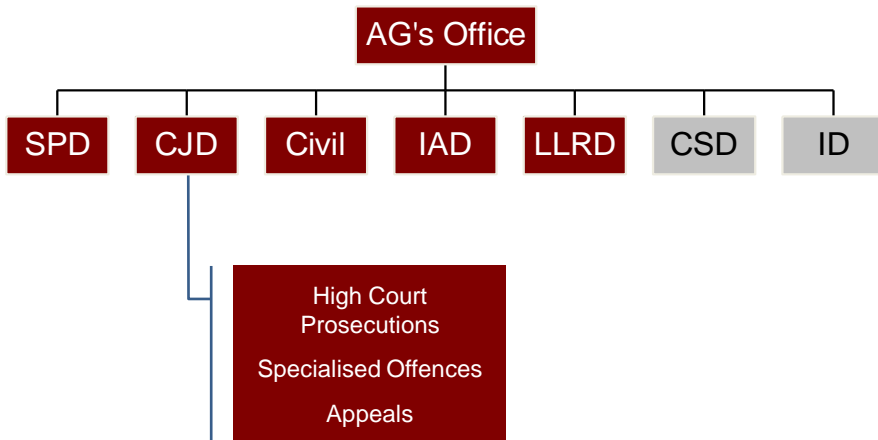 AG's Office
SPD
CJD
Civil
IAD
LLRD
CSD
ID
High Court
Prosecutions
Specialised Offences
Appeals